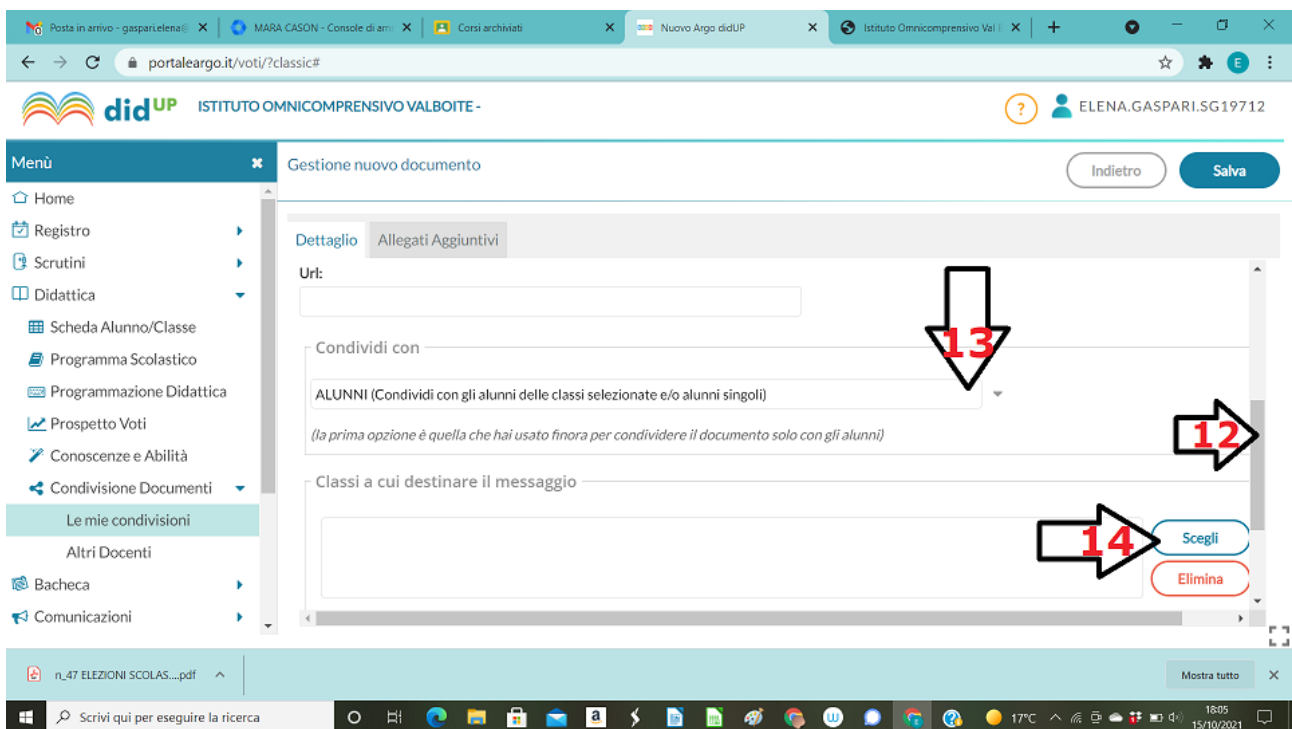 Posta in arrivo - gaspari.elena@
MARA CASON - Console di am
Corsi archiviati
Nuovo Argo didUP
Istituto Omnicomprensivo Val
portaleargo.it/voti/?classic#
E
didUP
ISTITUTO OMNICOMPRENSIVO VALBOITE -
?
ELENA.GASPARI.SG19712
Menù
Gestione nuovo documento
Indietro
Salva
Home
Registro
Scrutini
Didattica
Scheda Alunno/Classe
Programma Scolastico
Programmazione Didattica
Prospetto Voti
Conoscenze e Abilità
Condivisione Documenti
Le mie condivisioni
Altri Docenti
Bacheca
Comunicazioni
Dettaglio
Allegati Aggiuntivi
Url:
13
Condividi con
ALUNNI (Condividi con gli alunni delle classi selezionate e/o alunni singoli)
(la prima opzione è quella che hai usato finora per condividere il documento solo con gli alunni)
12
Classi a cui destinare il messaggio
14
Scegli
Elimina
n_47 ELEZIONI SCOLAS....pdf
Mostra tutto
Scrivi qui per eseguire la ricerca
17°C
18:05
15/10/2021